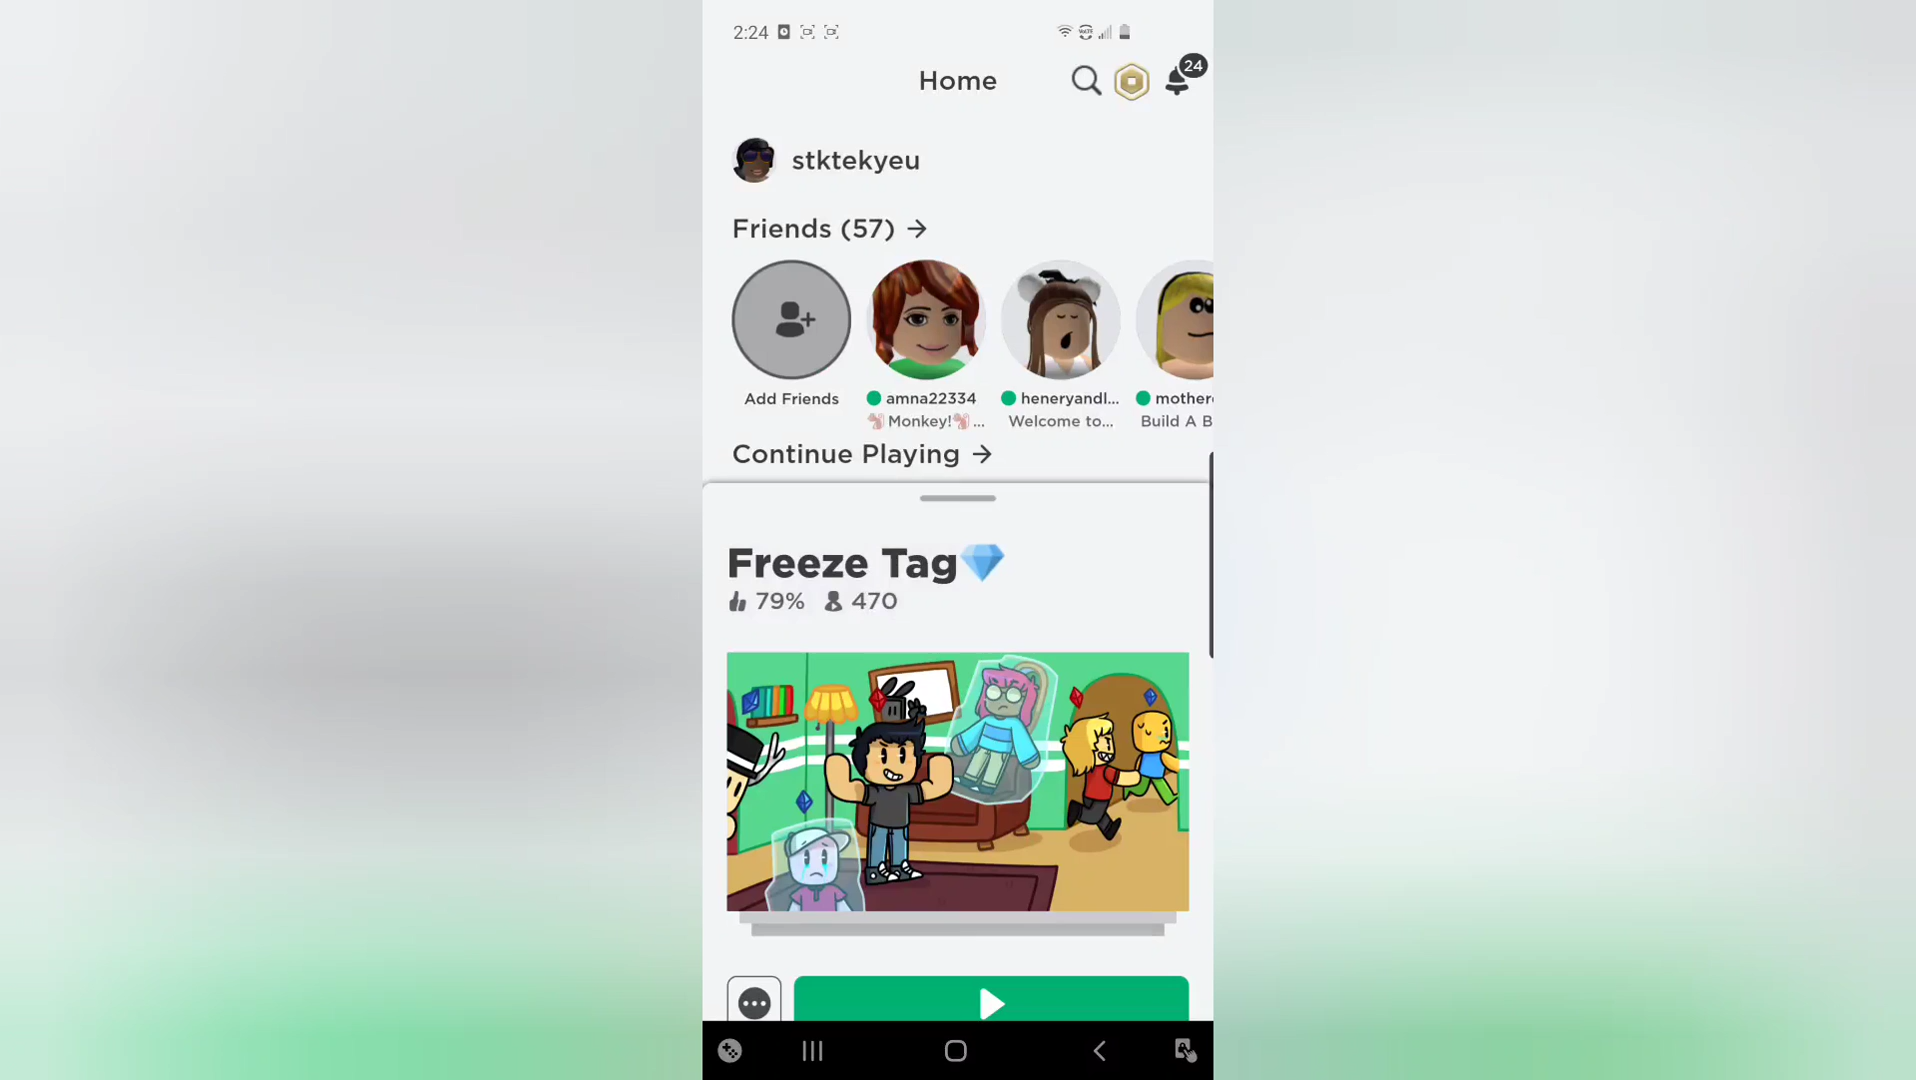 2:24
Home
24
stktekyeu
Friends (57)
Add Friends
amna22334
heneryandl...
mother
Monkey! ...
Welcome to...
Build A B
Continue Playing
Freeze Tag
79% 470